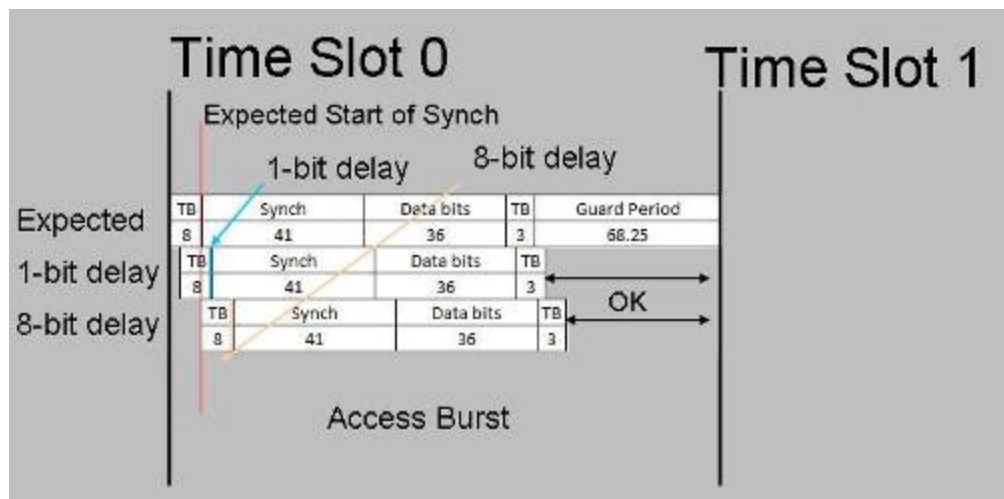 Time Slot 0
Time Slot 1
Expected Start of Synch
1-bit delay
8-bit delay
Expected
TB Synch Data bits TB Guard Period
8 41 36 3 68.25
1-bit delay
TB Synch Data bits TB
8 41 36 3
OK
8-bit delay
TB Synch Data bits TB
8 41 36 3
Access Burst